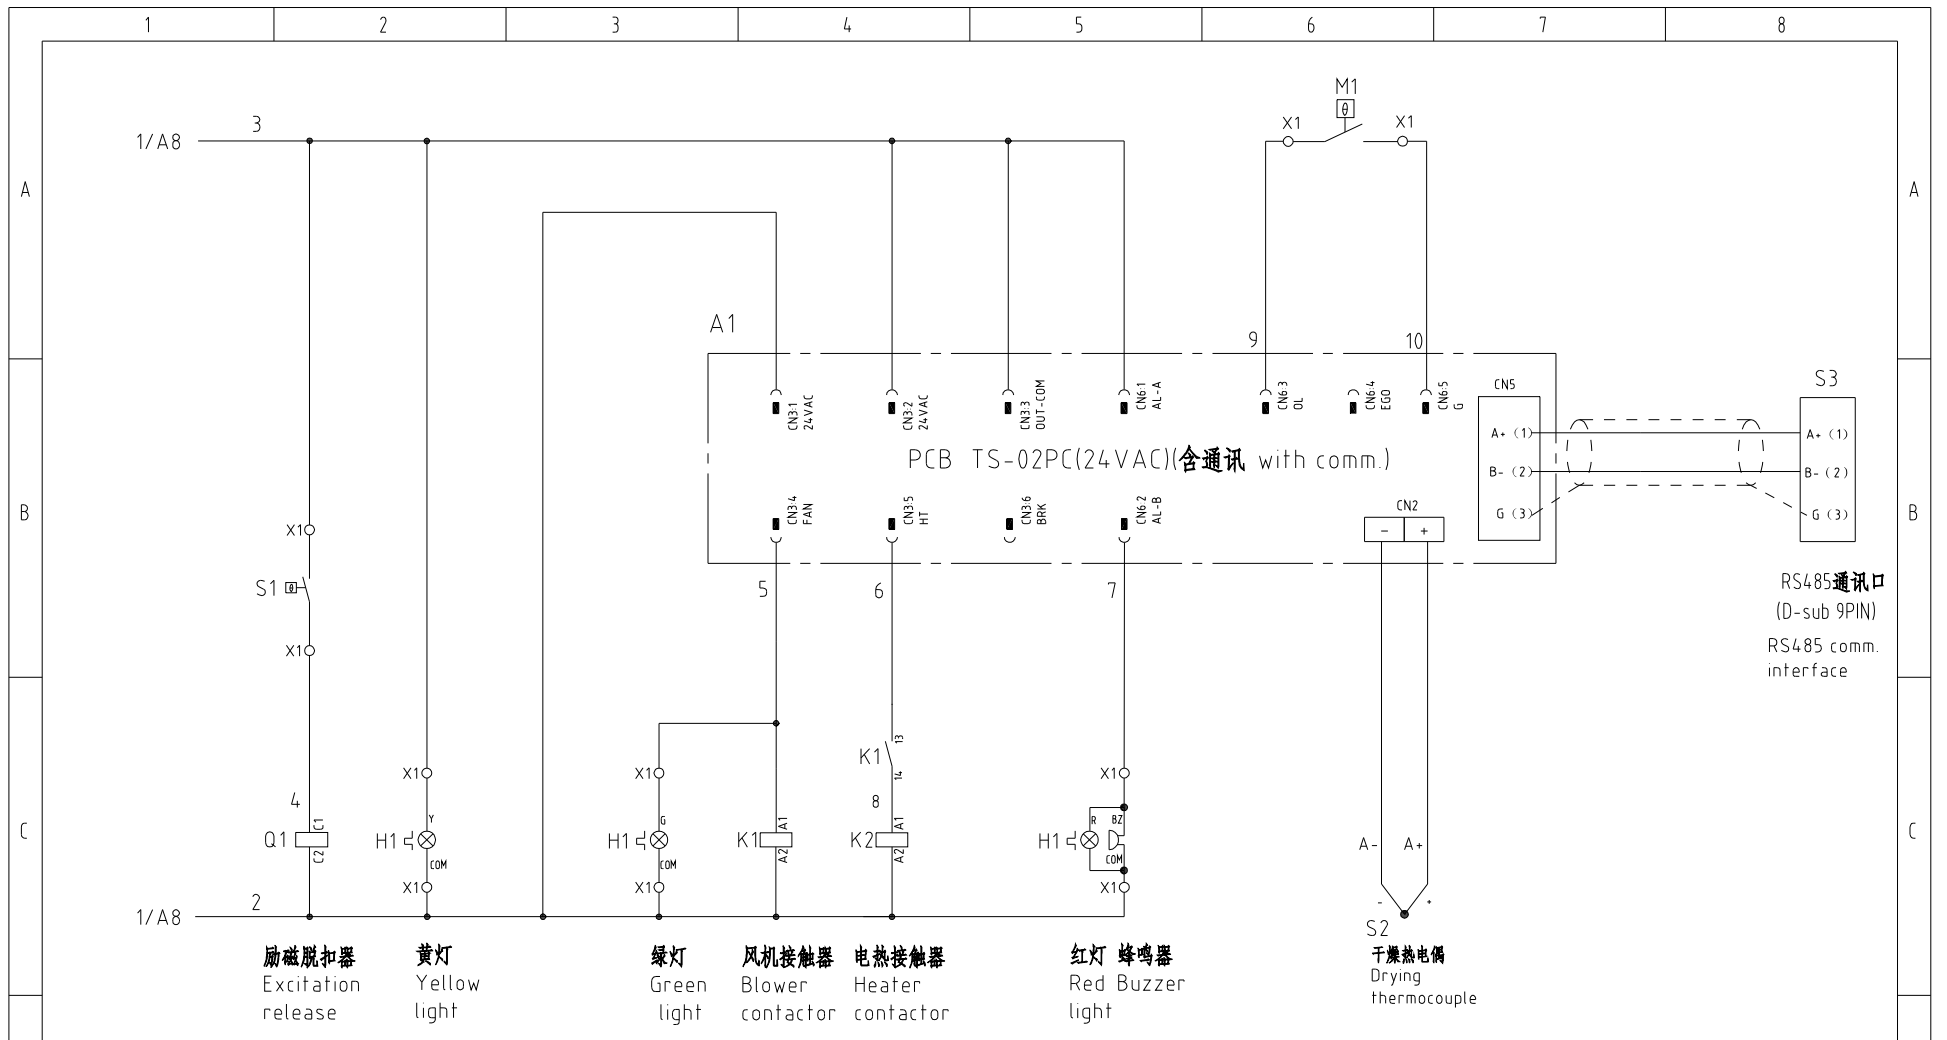 1 2 3 4 5 6 7 8
M1
θ
X1 X1
3
1/A8
A A
A1
9 10
CN3:1
24VAC
CN3:2
24VAC
CN3:3
OUT-COM
CN6:1
AL-A
CN6:3
OL
CN6:4
EGO
CN6:5
G
CN5
S3
A+ (1)
A+ (1)
PCB TS-02PC(24VAC)(含通讯 with comm.)
B- (2)
B- (2)
G (3)
G (3)
B B
CN3:4
FAN
CN3:5
HT
CN3:6
BRK
CN6:2
AL-B
CN2
- +
X1
S1 θ
X1
5 6 7
RS485通讯口
(D-sub 9PIN)
RS485 comm.
interface
K1 13
14
X1 X1 X1
4 8
C C
Q1 C1
C2
H1 Y
COM
H1 G
COM
K1 A1
A2
K2 A1
A2
H1 R BZ
COM
A- A+
X1 X1 X1
- +
2
1/A8
S2
励磁脱扣器
Excitation
release
黄灯
Yellow
light
绿灯
Green
light
风机接触器
Blower
contactor
电热接触器
Heater
contactor
红灯 蜂鸣器
Red Buzzer
light
干燥热电偶
Drying
thermocouple